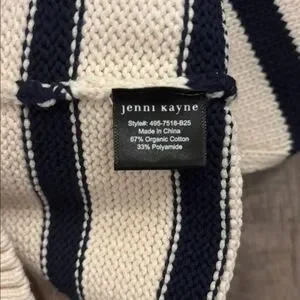 jenni kayne
Style#: 495-7518-B25
Made in China
67% Organic Cotton
33% Polyamide